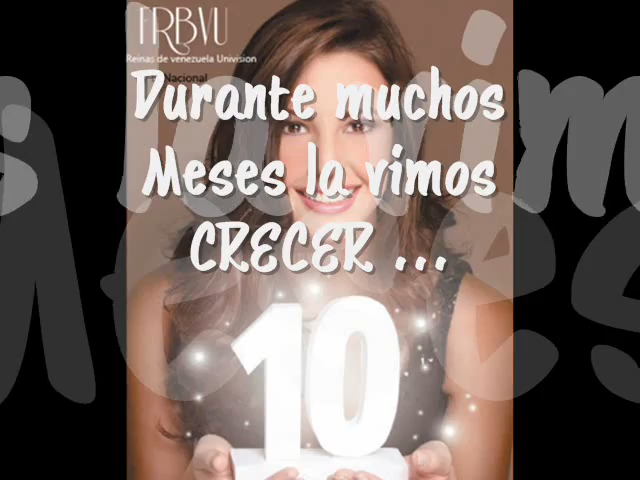 FRBVU
Reinas de venezuela Univision
Nacional
Durante muchos
Meses la vimos
CRECER ...
10